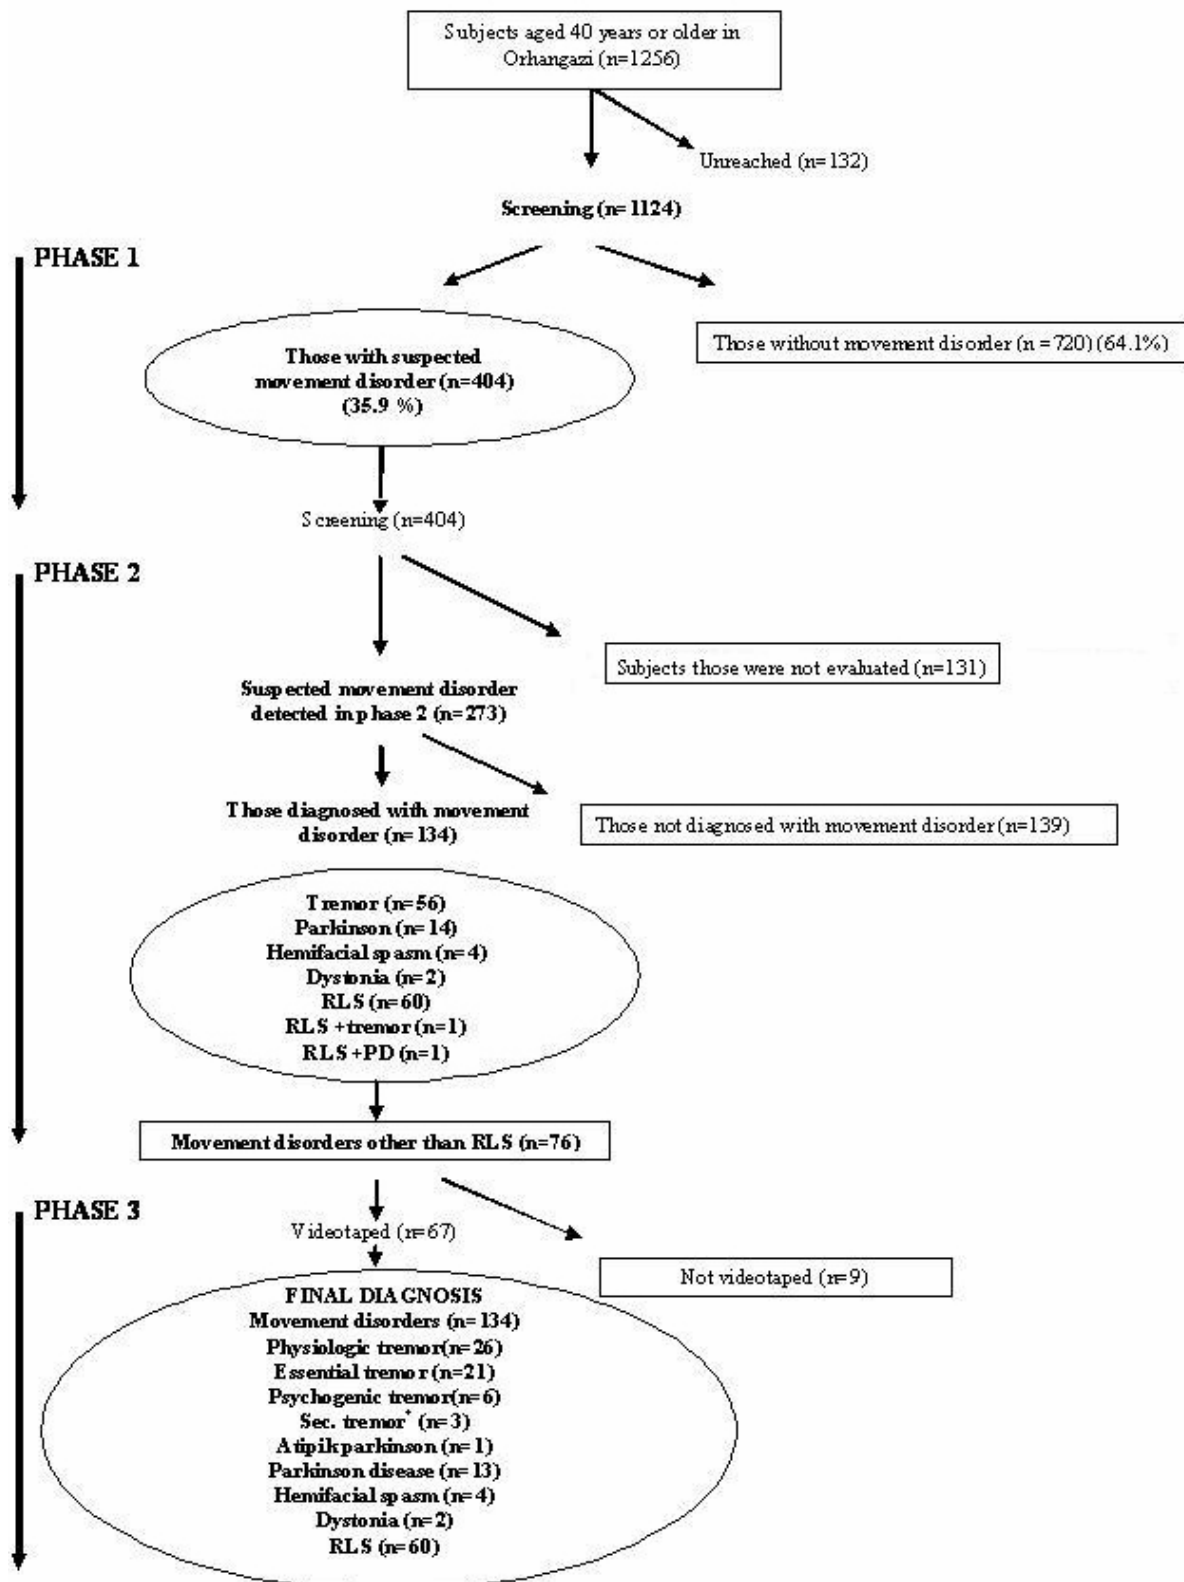 Subjects aged 40 years or older in
Orhangazi (n=1256)
Unreached (n=132)
Screening (n=1124)
PHASE 1
Those with suspected
movement disorder (n=404)
(35.9 %)
Those without movement disorder (n =720) (64.1%)
Screening (n=404)
PHASE 2
Subjects those were not evaluated (n=131)
Suspected movement disorder
detected in phase 2 (n=273)
Those diagnosed with movement
disorder (n=134)
Those not diagnosed with movement disorder (n=139)
Tremor (n=56)
Parkinson (n=14)
Hemifacial spasm (n=4)
Dystonia (n=2)
RLS (n=60)
RLS +tremor (n=1)
RLS +PD (n=1)
Movement disorders other than RLS (n=76)
PHASE 3
Videotaped (n=67)
Not videotaped (n=9)
FINAL DIAGNOSIS
Movement disorders (n=134)
Physiologic tremor(n=26)
Essential tremor (n=21)
Psychogenic tremor(n=6)
Sec. tremor* (n=3)
Atipik parkinson (n=1)
Parkinson disease (n=13)
Hemifacial spasm (n=4)
Dystonia (n=2)
RLS (n=60)